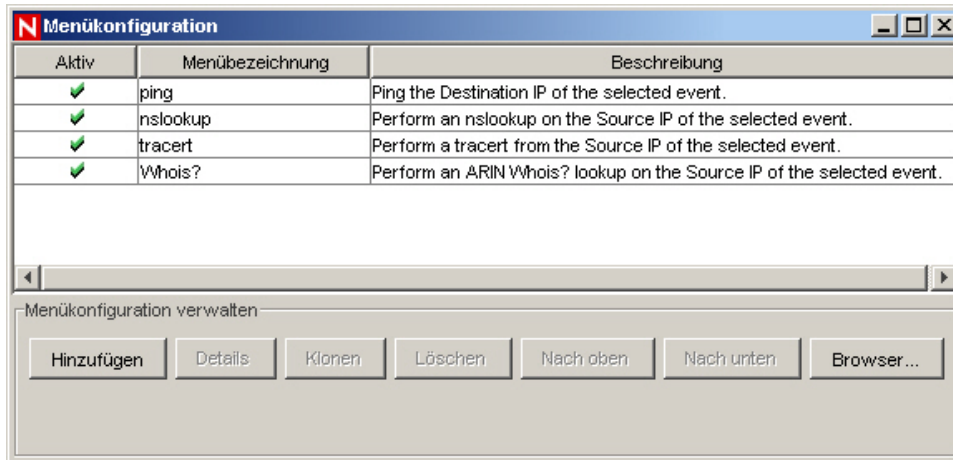 N Menükonfiguration
Aktiv Menübezeichnung Beschreibung
ping Ping the Destination IP of the selected event.
nslookup Perform an nslookup on the Source IP of the selected event.
tracert Perform a tracert from the Source IP of the selected event.
Whois? Perform an ARIN Whois? lookup on the Source IP of the selected event.
Menükonfiguration verwalten
Hinzufügen Details Klonen Löschen Nach oben Nach unten Browser...